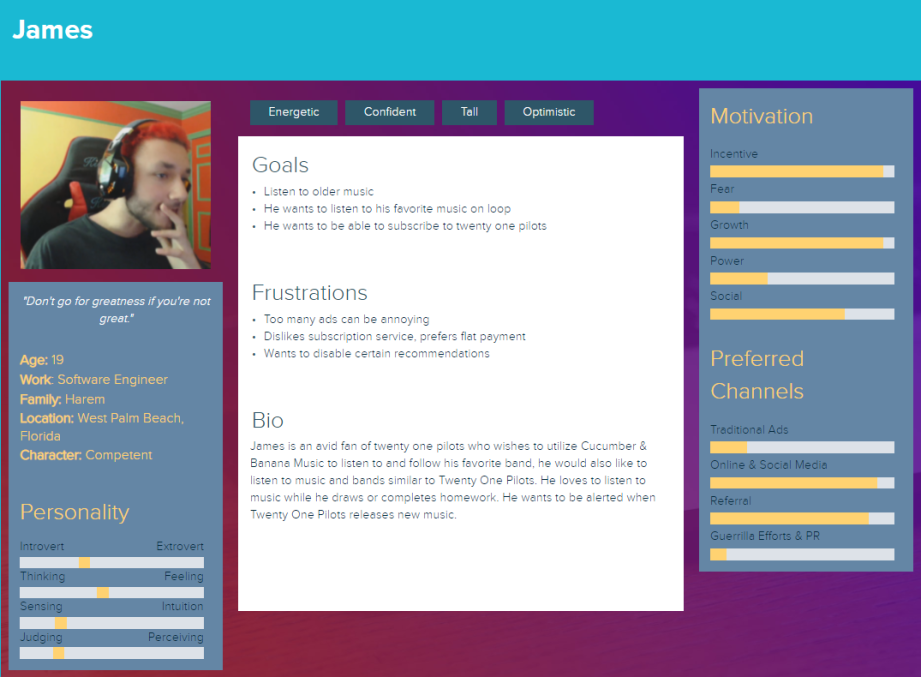 James
Energetic
Confident
Tall
Optimistic
"Don't go for greatness if you're not
great."
Age: 19
Work: Software Engineer
Family: Harem
Location: West Palm Beach,
Florida
Character: Competent
Personality
Introvert Extrovert
Thinking Feeling
Sensing Intuition
Judging Perceiving
Goals
• Listen to older music
• He wants to listen to his favorite music on loop
• He wants to be able to subscribe to twenty one pilots
Frustrations
• Too many ads can be annoying
• Dislikes subscription service, prefers flat payment
• Wants to disable certain recommendations
Bio
James is an avid fan of twenty one pilots who wishes to utilize Cucumber &
Banana Music to listen to and follow his favorite band, he would also like to
listen to music and bands similar to Twenty One Pilots. He loves to listen to
music while he draws or completes homework. He wants to be alerted when
Twenty One Pilots releases new music.
Motivation
Incentive
Fear
Growth
Power
Social
Preferred
Channels
Traditional Ads
Online & Social Media
Referral
Guerrilla Efforts & PR